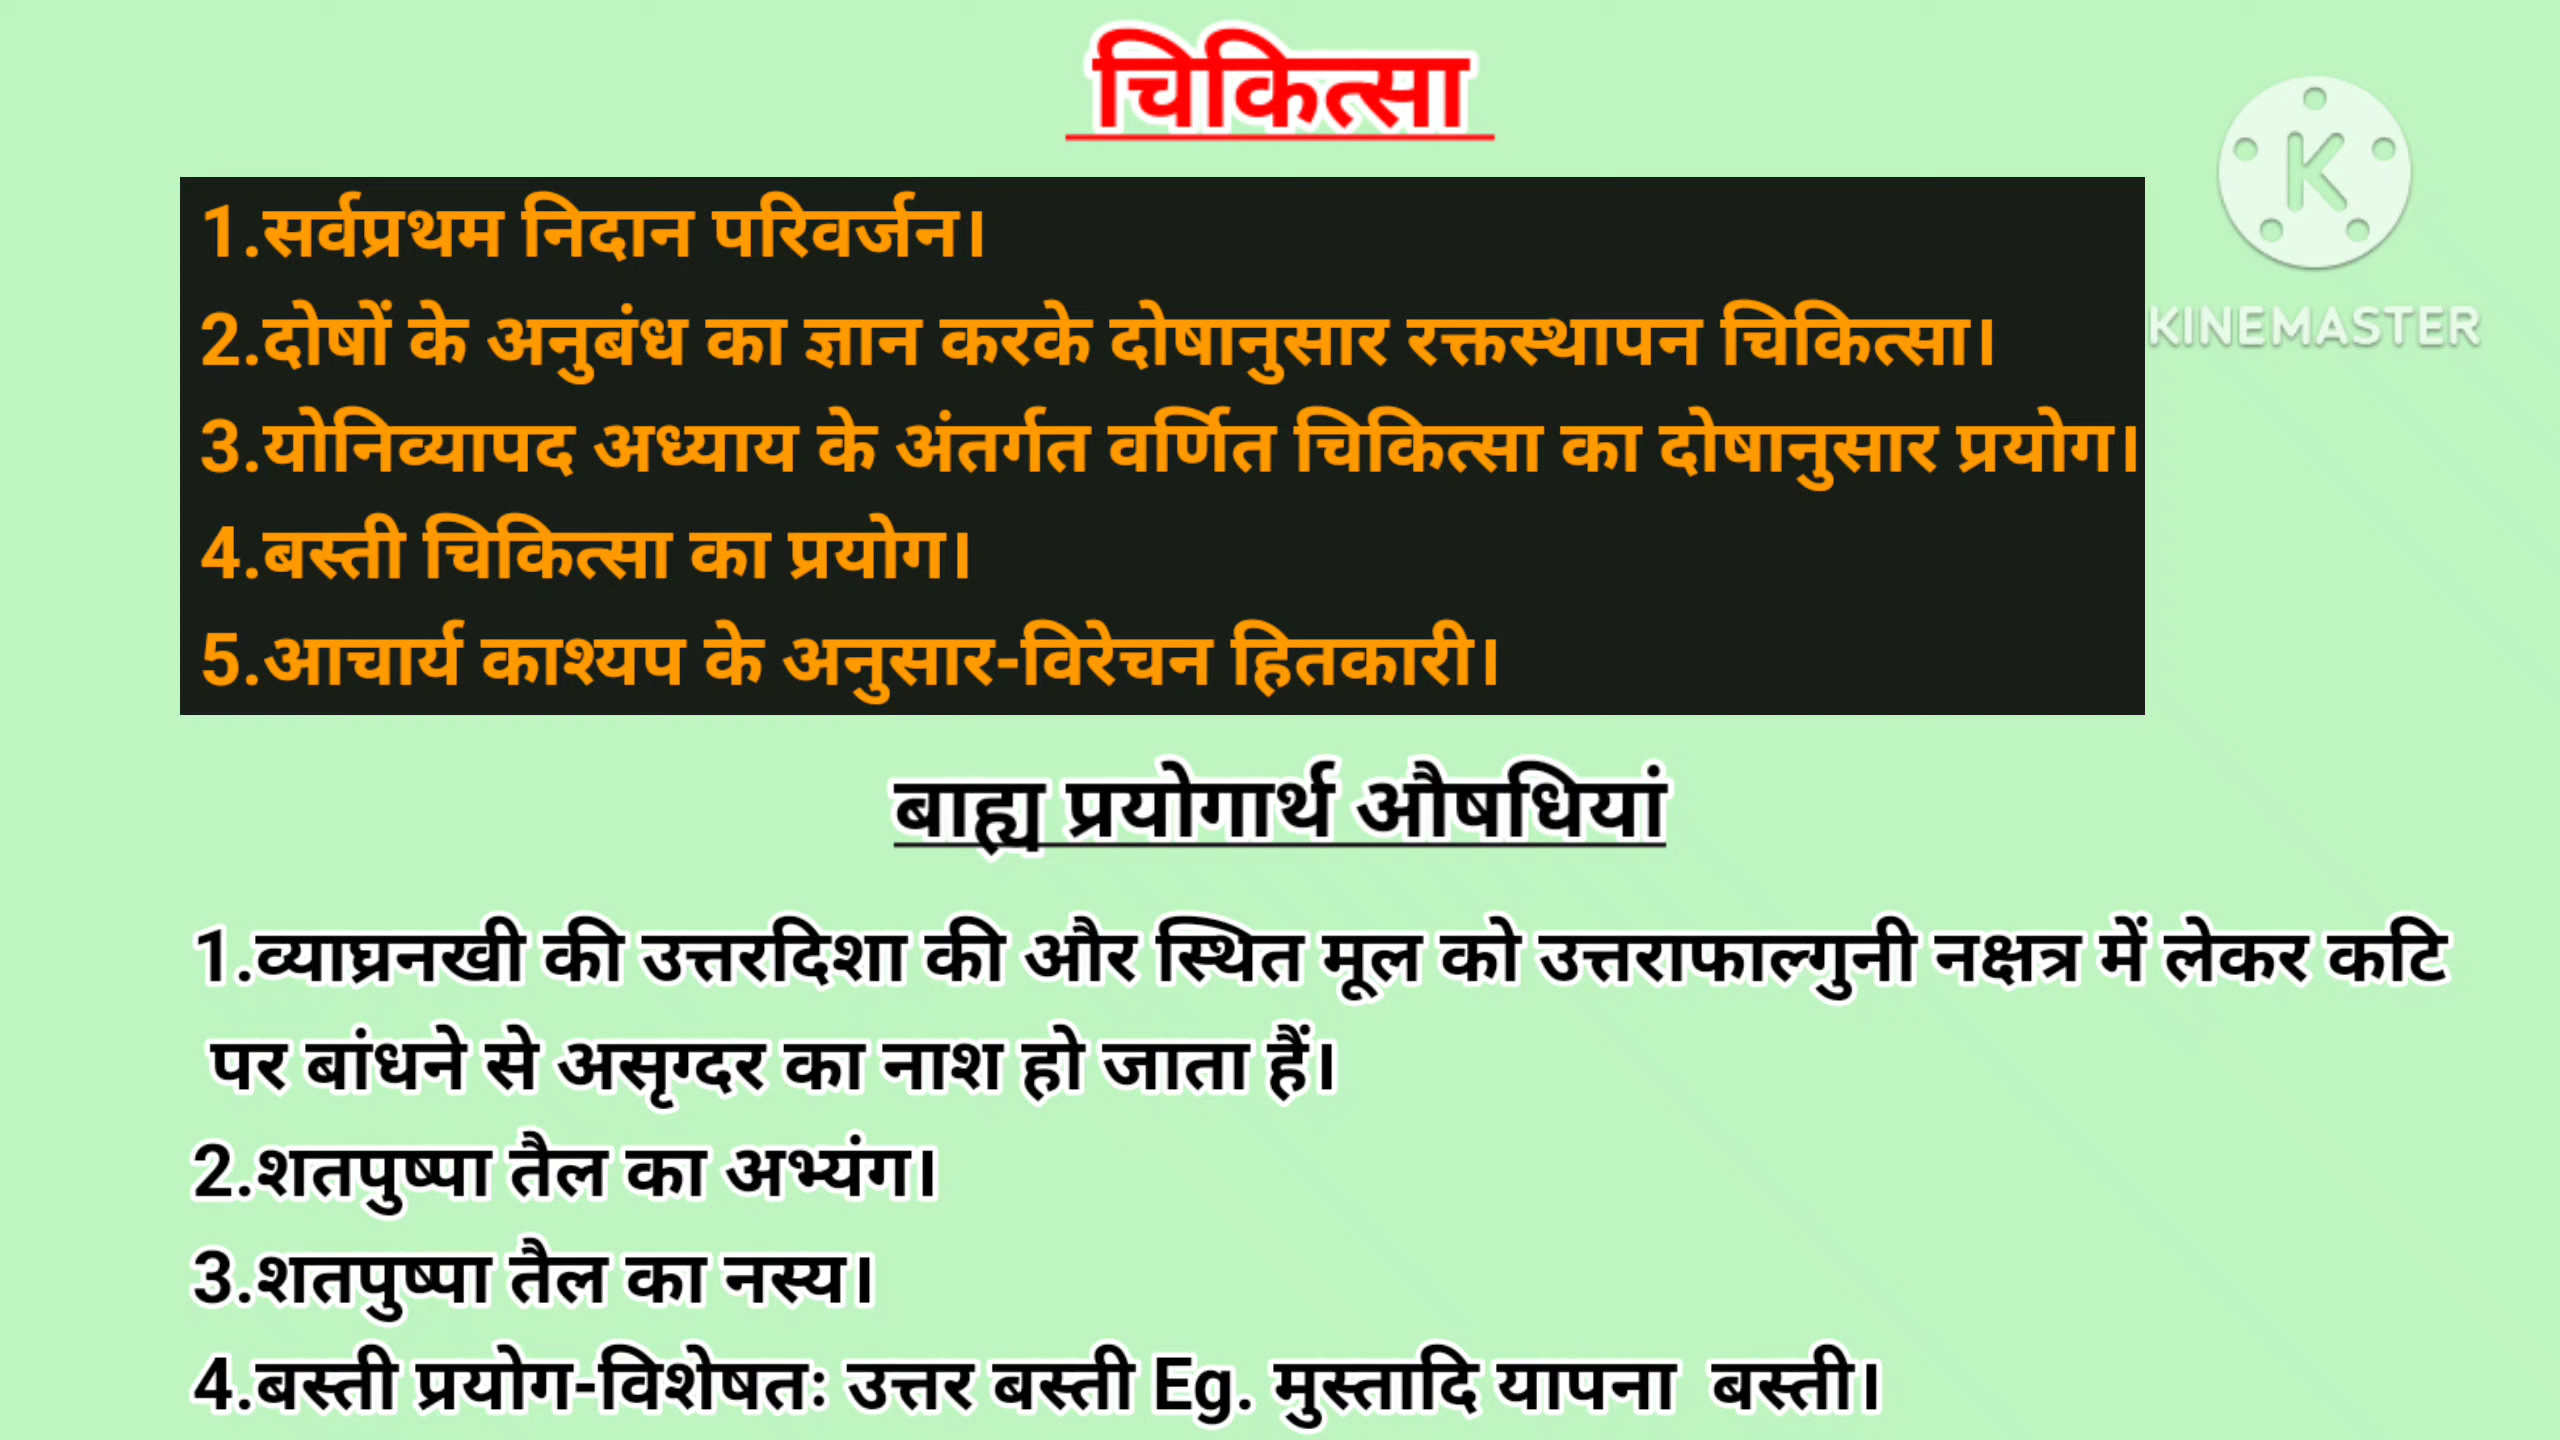 चिकित्सा
1.सर्वप्रथम निदान परिवर्जन।
2.दोषों के अनुबंध का ज्ञान करके दोषानुसार रक्तस्थापन चिकित्सा।
3.योनिव्यापद अध्याय के अंतर्गत वर्णित चिकित्सा का दोषानुसार प्रयोग।
4.बस्ती चिकित्सा का प्रयोग।
5.आचार्य काश्यप के अनुसार-विरेचन हितकारी।
K
KINEMASTER
बाह्य प्रयोगार्थ औषधियां
1.व्याघ्रनखी की उत्तरदिशा की और स्थित मूल को उत्तराफाल्गुनी नक्षत्र में लेकर कटि
पर बांधने से असृग्दर का नाश हो जाता हैं।
2.शतपुष्पा तैल का अभ्यंग।
3.शतपुष्पा तैल का नस्य।
4.बस्ती प्रयोग-विशेषतः उत्तर बस्ती Eg. मुस्तादि यापना बस्ती।